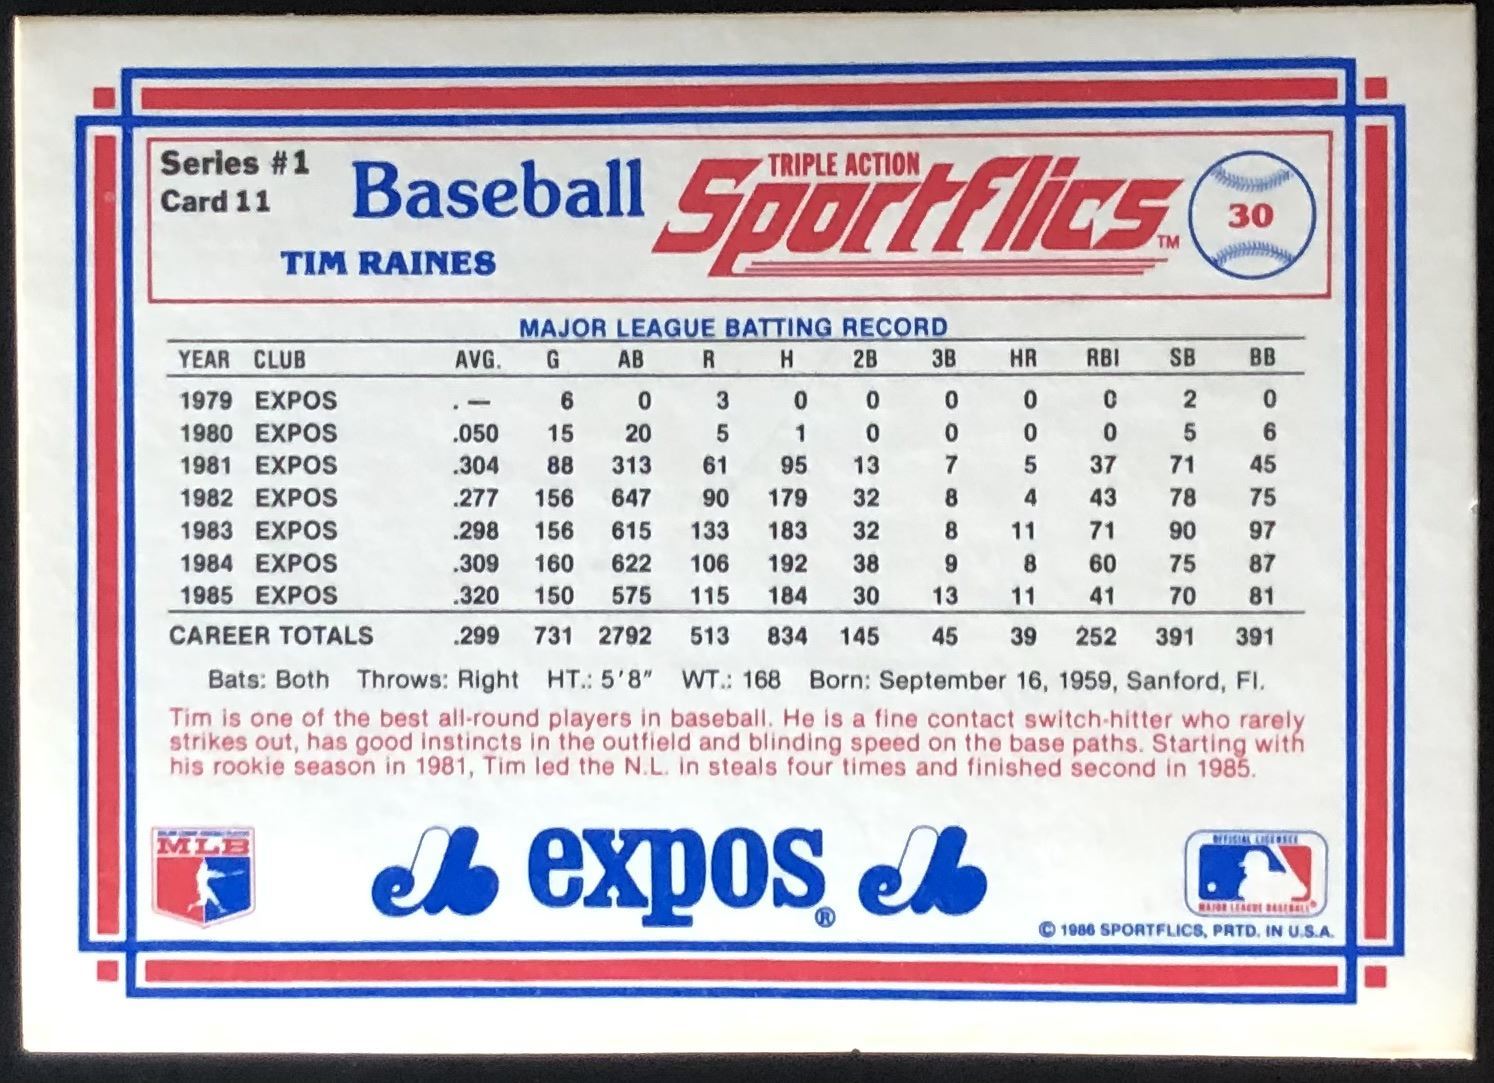 Series #1
Card 11
Baseball
TRIPLE ACTION
Sportflics™
30
TIM RAINES
MAJOR LEAGUE BATTING RECORD
YEAR CLUB AVG. G AB R H 2B 3B HR RBI SB BB
1979 EXPOS .— 6 0 3 0 0 0 0 0 2 0
1980 EXPOS .050 15 20 5 1 0 0 0 0 5 6
1981 EXPOS .304 88 313 61 95 13 7 5 37 71 45
1982 EXPOS .277 156 647 90 179 32 8 4 43 78 75
1983 EXPOS .298 156 615 133 183 32 8 11 71 90 97
1984 EXPOS .309 160 622 106 192 38 9 8 60 75 87
1985 EXPOS .320 150 575 115 184 30 13 11 41 70 81
CAREER TOTALS .299 731 2792 513 834 145 45 39 252 391 391
Bats: Both Throws: Right HT.: 5'8" WT.: 168 Born: September 16, 1959, Sanford, Fl.
Tim is one of the best all-round players in baseball. He is a fine contact switch-hitter who rarely
strikes out, has good instincts in the outfield and blinding speed on the base paths. Starting with
his rookie season in 1981, Tim led the N.L. in steals four times and finished second in 1985.
MLB
expos®
OFFICIAL LICENSEE
MAJOR LEAGUE BASEBALL®
© 1986 SPORTFLICS, PRTD. IN U.S.A.